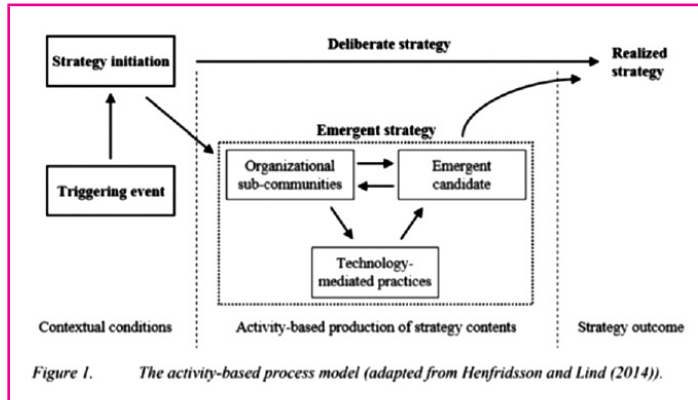 Deliberate strategy
Strategy initiation
Realized
strategy
Emergent strategy
Organizational
sub-communities
Emergent
candidate
Triggering event
Technology-
mediated practices
Contextual conditions
Activity-based production of strategy contents
Strategy outcome
Figure 1. The activity-based process model (adapted from Henfridsson and Lind (2014)).